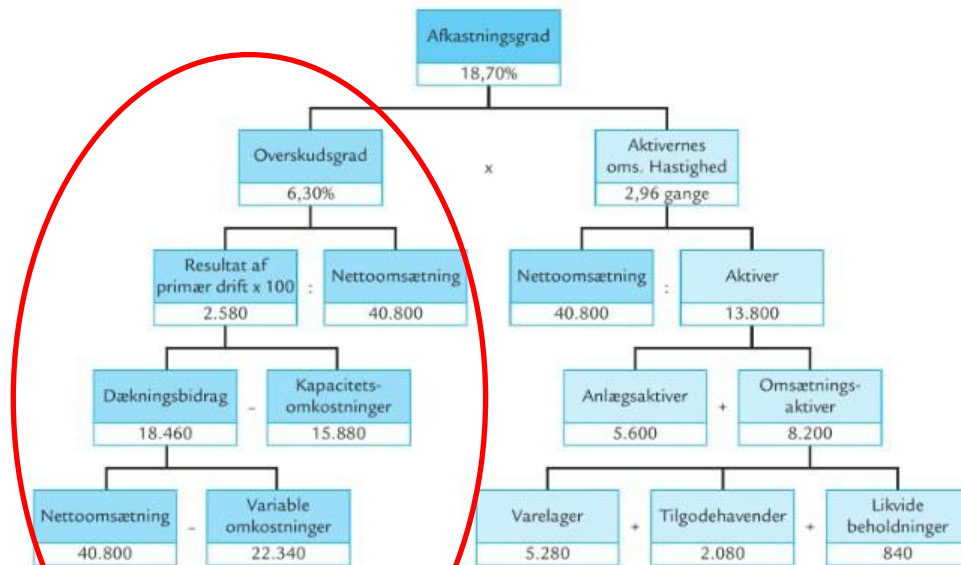 Afkastningsgrad
18,70%
Overskudsgrad
6,30%
x
Aktivernes
oms. Hastighed
2,96 gange
Resultat af
primær drift x 100
2.580
:
Nettoomsætning
40.800
Nettoomsætning
40.800
:
Aktiver
13.800
Dækningsbidrag
18.460
–
Kapacitets-
omkostninger
15.880
Anlægsaktiver
5.600
+
Omsætnings-
aktiver
8.200
Nettoomsætning
40.800
–
Variable
omkostninger
22.340
Varelager
5.280
+
Tilgodehavender
2.080
+
Likvide
beholdninger
840